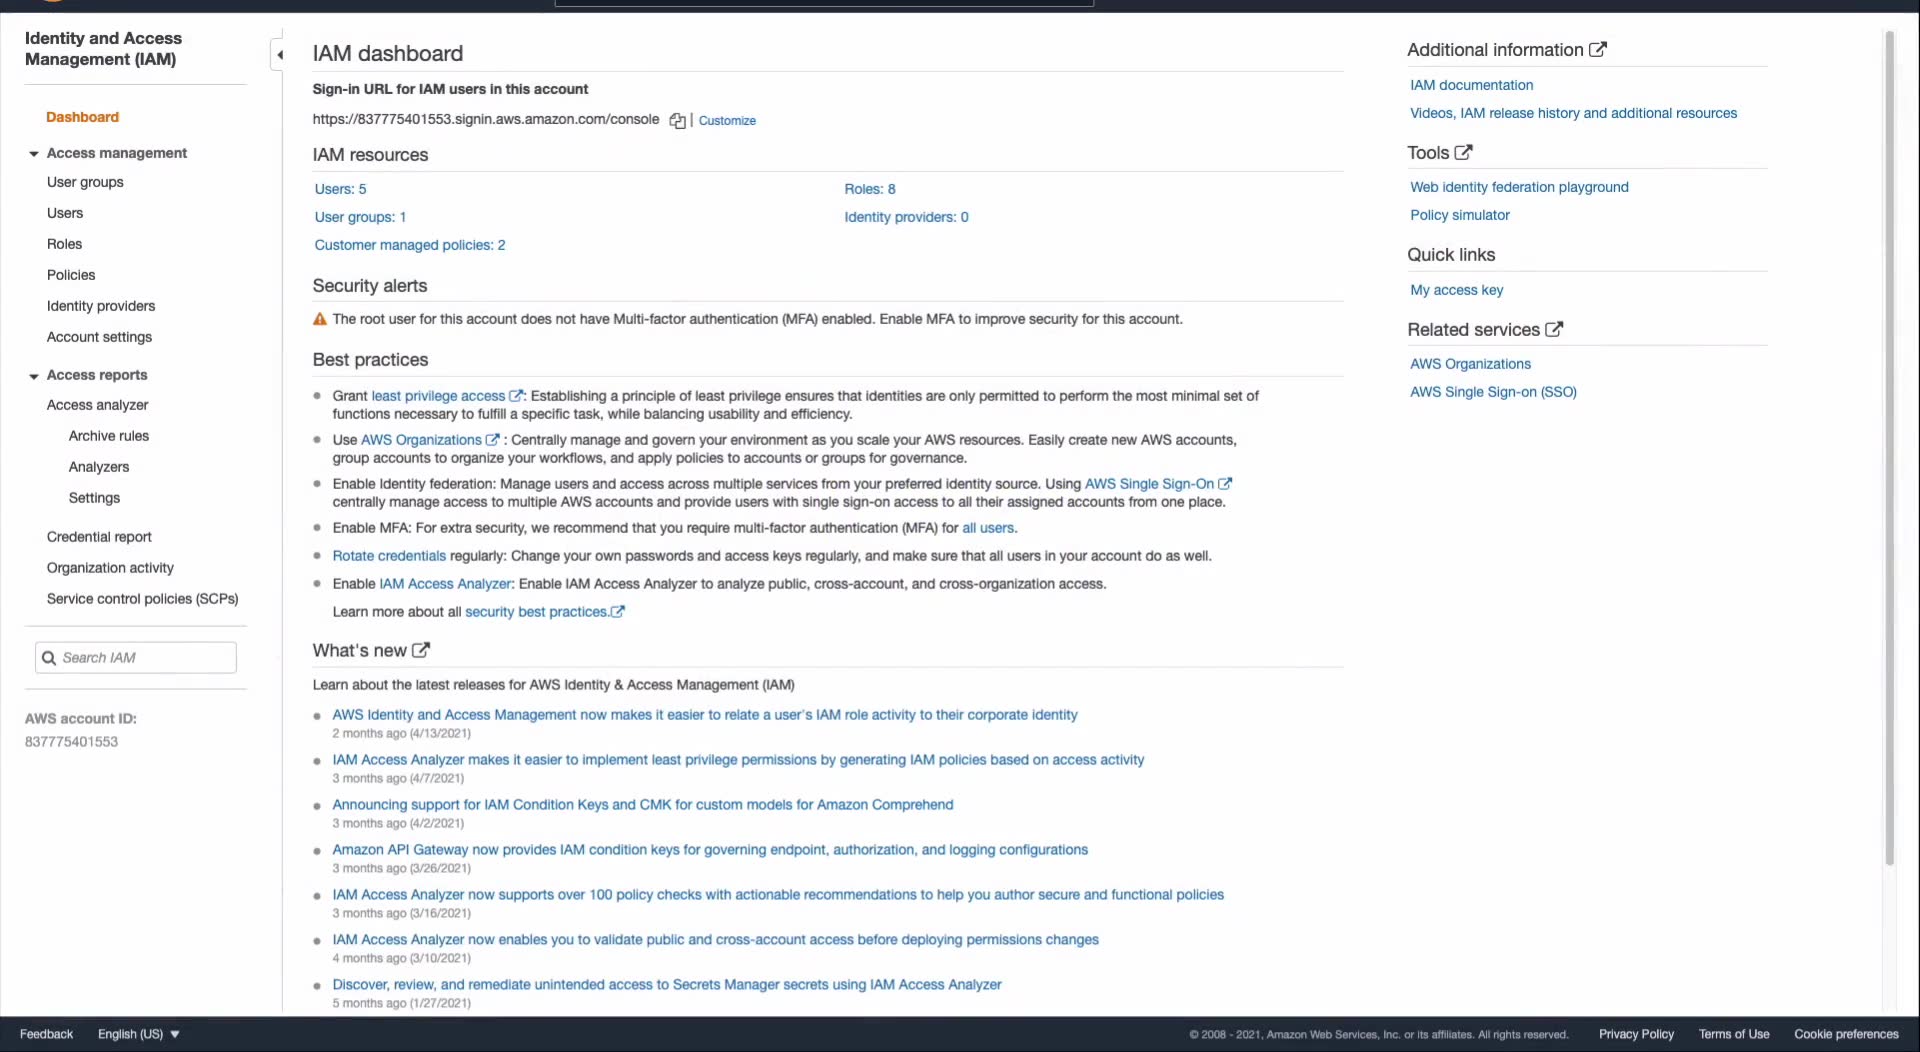 Identity and Access
Management (IAM)
Dashboard
Access management
User groups
Users
Roles
Policies
Identity providers
Account settings
Access reports
Access analyzer
Archive rules
Analyzers
Settings
Credential report
Organization activity
Service control policies (SCPs)
Search IAM
AWS account ID:
837775401553
IAM dashboard
Sign-in URL for IAM users in this account
https://837775401553.signin.aws.amazon.com/console | Customize
IAM resources
Users: 5
Roles: 8
User groups: 1
Identity providers: 0
Customer managed policies: 2
Security alerts
The root user for this account does not have Multi-factor authentication (MFA) enabled. Enable MFA to improve security for this account.
Best practices
Grant least privilege access : Establishing a principle of least privilege ensures that identities are only permitted to perform the most minimal set of
functions necessary to fulfill a specific task, while balancing usability and efficiency.
Use AWS Organizations : Centrally manage and govern your environment as you scale your AWS resources. Easily create new AWS accounts,
group accounts to organize your workflows, and apply policies to accounts or groups for governance.
Enable Identity federation: Manage users and access across multiple services from your preferred identity source. Using AWS Single Sign-On
centrally manage access to multiple AWS accounts and provide users with single sign-on access to all their assigned accounts from one place.
Enable MFA: For extra security, we recommend that you require multi-factor authentication (MFA) for all users.
Rotate credentials regularly: Change your own passwords and access keys regularly, and make sure that all users in your account do as well.
Enable IAM Access Analyzer: Enable IAM Access Analyzer to analyze public, cross-account, and cross-organization access.
Learn more about all security best practices.
What's new
Learn about the latest releases for AWS Identity & Access Management (IAM)
AWS Identity and Access Management now makes it easier to relate a user's IAM role activity to their corporate identity
2 months ago (4/13/2021)
IAM Access Analyzer makes it easier to implement least privilege permissions by generating IAM policies based on access activity
3 months ago (4/7/2021)
Announcing support for IAM Condition Keys and CMK for custom models for Amazon Comprehend
3 months ago (4/2/2021)
Amazon API Gateway now provides IAM condition keys for governing endpoint, authorization, and logging configurations
3 months ago (3/26/2021)
IAM Access Analyzer now supports over 100 policy checks with actionable recommendations to help you author secure and functional policies
3 months ago (3/16/2021)
IAM Access Analyzer now enables you to validate public and cross-account access before deploying permissions changes
4 months ago (3/10/2021)
Discover, review, and remediate unintended access to Secrets Manager secrets using IAM Access Analyzer
5 months ago (1/27/2021)
Additional information
IAM documentation
Videos, IAM release history and additional resources
Tools
Web identity federation playground
Policy simulator
Quick links
My access key
Related services
AWS Organizations
AWS Single Sign-on (SSO)
Feedback
English (US)
© 2008 - 2021, Amazon Web Services, Inc. or its affiliates. All rights reserved.
Privacy Policy
Terms of Use
Cookie preferences